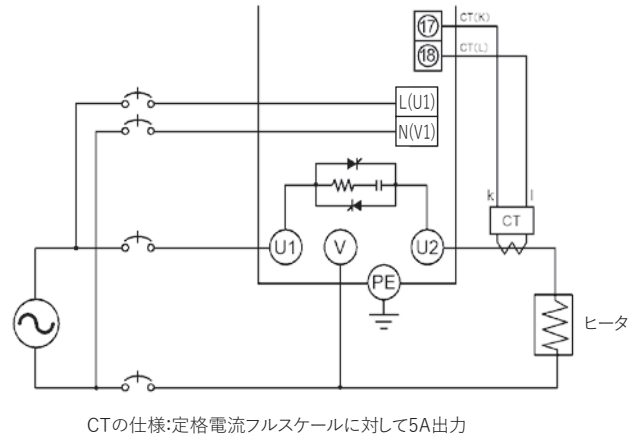 17 CT(K)
18 CT(L)
L(U1)
N(V1)
k l
CT
U1 V U2
PE
ヒータ
CTの仕様:定格電流フルスケールに対して5A出力